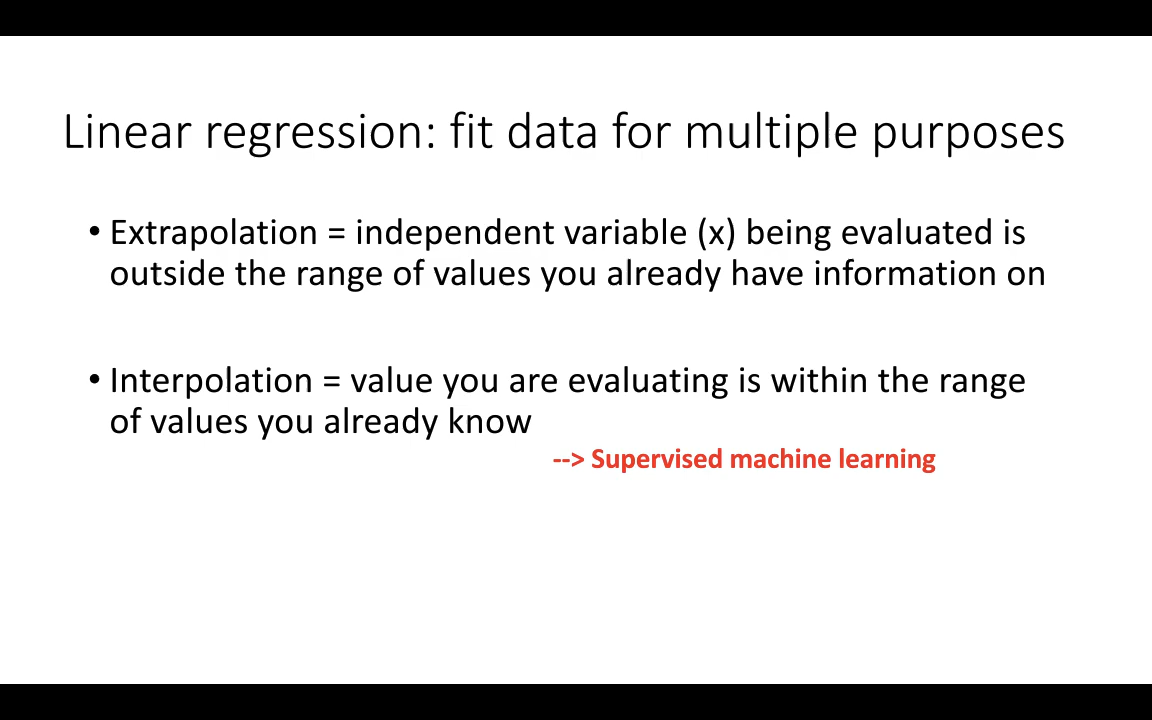 Linear regression: fit data for multiple purposes
• Extrapolation = independent variable (x) being evaluated is
outside the range of values you already have information on
• Interpolation = value you are evaluating is within the range
of values you already know
--> Supervised machine learning